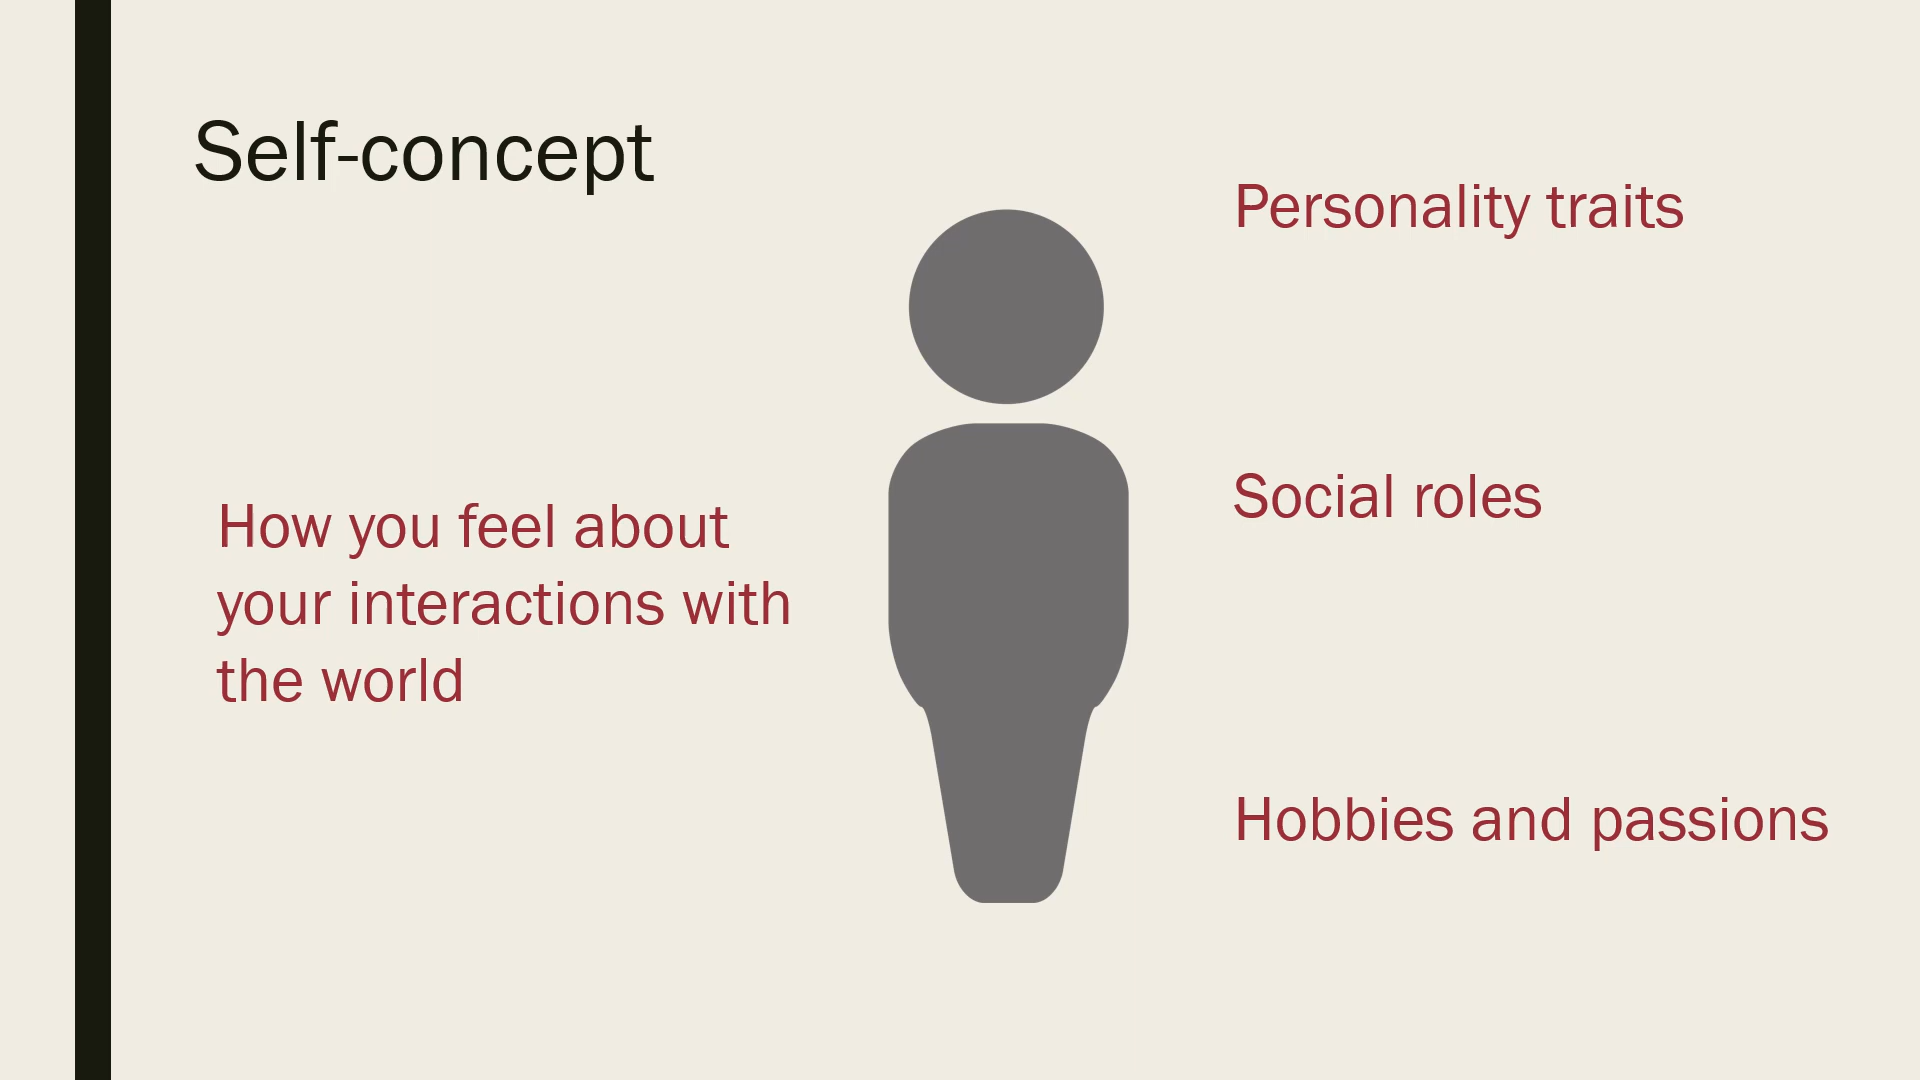 Self-concept
How you feel about
your interactions with
the world
Personality traits
Social roles
Hobbies and passions